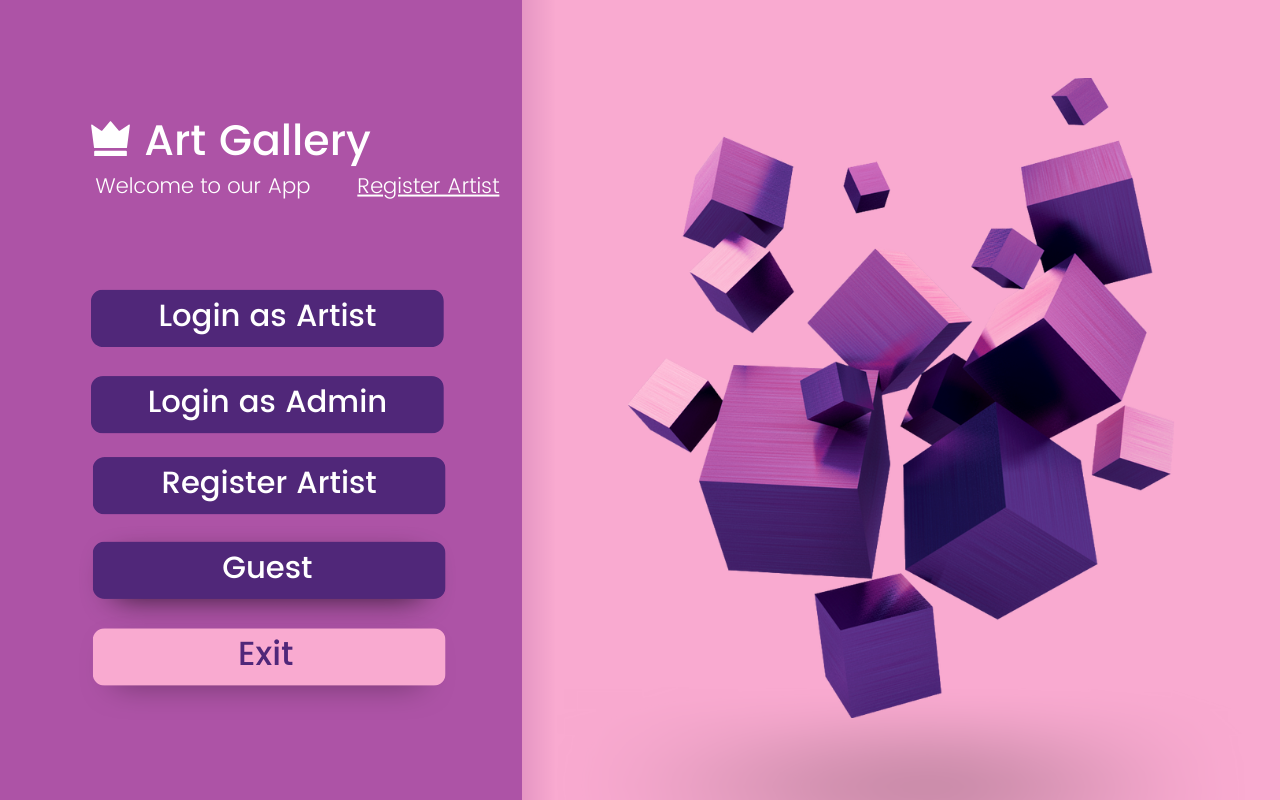 Art Gallery
Welcome to our App Register Artist
Login as Artist
Login as Admin
Register Artist
Guest
Exit